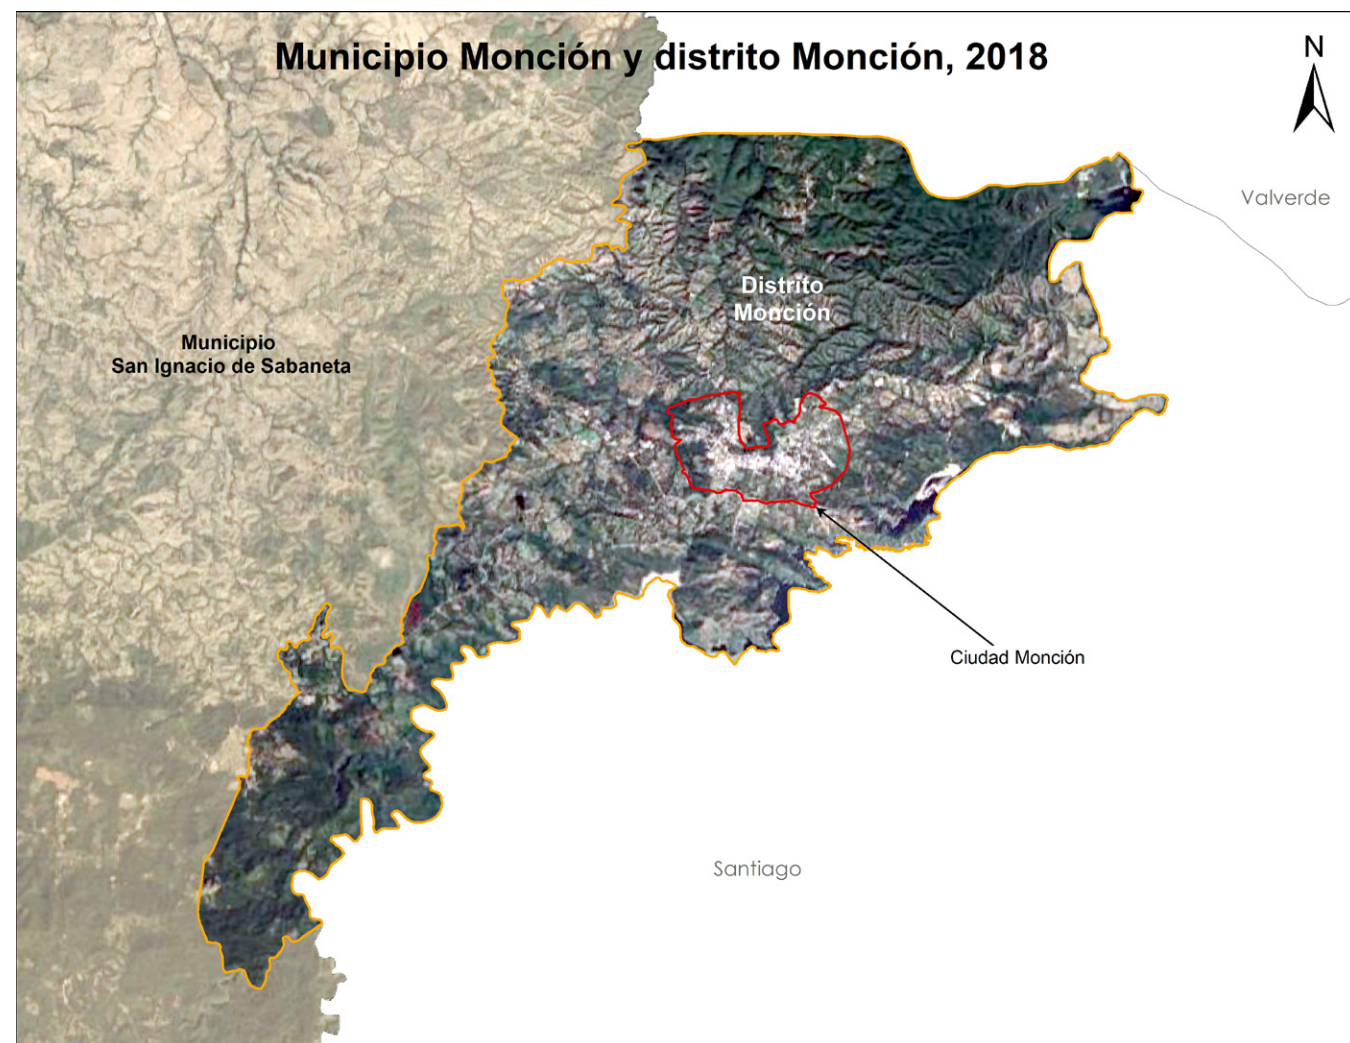 Municipio Monción y distrito Monción, 2018
N
Valverde
Distrito
Monción
Municipio
San Ignacio de Sabaneta
Ciudad Monción
Santiago